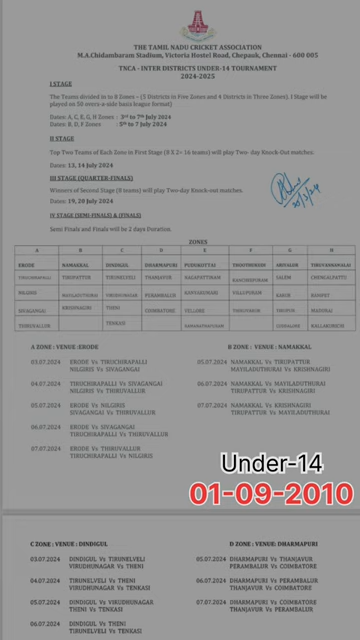 THE TAMIL NADU CRICKET ASSOCIATION
M.A.Chidambaram Stadium, Victoria Hostel Road, Chepauk, Chennai - 600 005
TNCA - INTER DISTRICTS UNDER-14 TOURNAMENT
2024-2025
I STAGE
The Teams divided in to 8 Zones – (5 Districts in Five Zones and 4 Districts in Three Zones). I Stage will be
played on 50 overs-a-side basis league format)
Dates: A, C, E, G, H Zones : 3rd to 7th July 2024
Dates: B, D, F Zones : 5th to 7 July 2024
II STAGE
Top Two Teams of Each Zone in First Stage (8 X 2= 16 teams) will play Two- day Knock-Out matches.
Dates: 13, 14 July 2024
III STAGE (QUARTER-FINALS)
Winners of Second Stage (8 teams) will play Two-day Knock-out matches.
Dates: 19, 20 July 2024
IV STAGE (SEMI-FINALS & (FINALS)
Semi Finals and Finals will be 2 days Duration
ZONES
A B C D E F G H
ERODE NAMAKKAL DINDIGUL DHARMAPURI PUDUKOTTAI THOOTHUKUDI ARIYALUR TIRUVANNAMALAI
TIRUCHIRAPALLI TIRUPATTUR TIRUNELVELI THANJAVUR NAGAPATTINAM KANCHEEPURAM SALEM CHENGALPATTU
NILGIRIS MAYILADUTHURAI VIRUDHUNAGAR PERAMBALUR KANYAKUMARI VILLUPURAM KARUR RANIPET
SIVAGANGAI KRISHNAGIRI THENI COIMBATORE VELLORE TIRUPUR MADURAI
THIRUVALLUR TENKASI KALLAKURICHI
A ZONE : VENUE :ERODE
03.07.2024 ERODE Vs TIRUCHIRAPALLI
NILGIRIS Vs SIVAGANGAI
04.07.2024 TIRUCHIRAPALLI Vs SIVAGANGAI
NILGIRIS Vs THIRUVALLUR
05.07.2024 ERODE Vs NILGIRIS
SIVAGANGAI Vs THIRUVALLUR
06.07.2024 ERODE Vs SIVAGANGAI
TIRUCHIRAPALLI Vs THIRUVALLUR
07.07.2024 ERODE Vs THIRUVALLUR
TIRUCHIRAPALLI Vs NILGIRIS
B ZONE : VENUE : NAMAKKAL
05.07.2024 NAMAKKAL Vs TIRUPATTUR
MAYILADUTHURAI Vs KRISHNAGIRI
06.07.2024 NAMAKKAL Vs MAYILADUTHURAI
TIRUPATTUR Vs KRISHNAGIRI
07.07.2024 NAMAKKAL Vs KRISHNAGIRI
TIRUPATTUR Vs MAYILADUTHURAI
Under-14
01-09-2010
C ZONE : VENUE : DINDIGUL
03.07.2024 DINDIGUL Vs TIRUNELVELI
VIRUDHUNAGAR Vs THENI
04.07.2024 TIRUNELVELI Vs THENI
VIRUDHUNAGAR Vs TENKASI
05.07.2024 DINDIGUL Vs VIRUDHUNAGAR
THENI Vs TENKASI
06.07.2024 DINDIGUL Vs THENI
TIRUNELVELI Vs TENKASI
D ZONE : VENUE: DHARMAPURI
05.07.2024 DHARMAPURI Vs THANJAVUR
PERAMBALUR Vs COIMBATORE
06.07.2024 DHARMAPURI Vs PERAMBALUR
THANJAVUR Vs COIMBATORE
07.07.2024 DHARMAPURI Vs COIMBATORE
THANJAVUR Vs PERAMBALUR